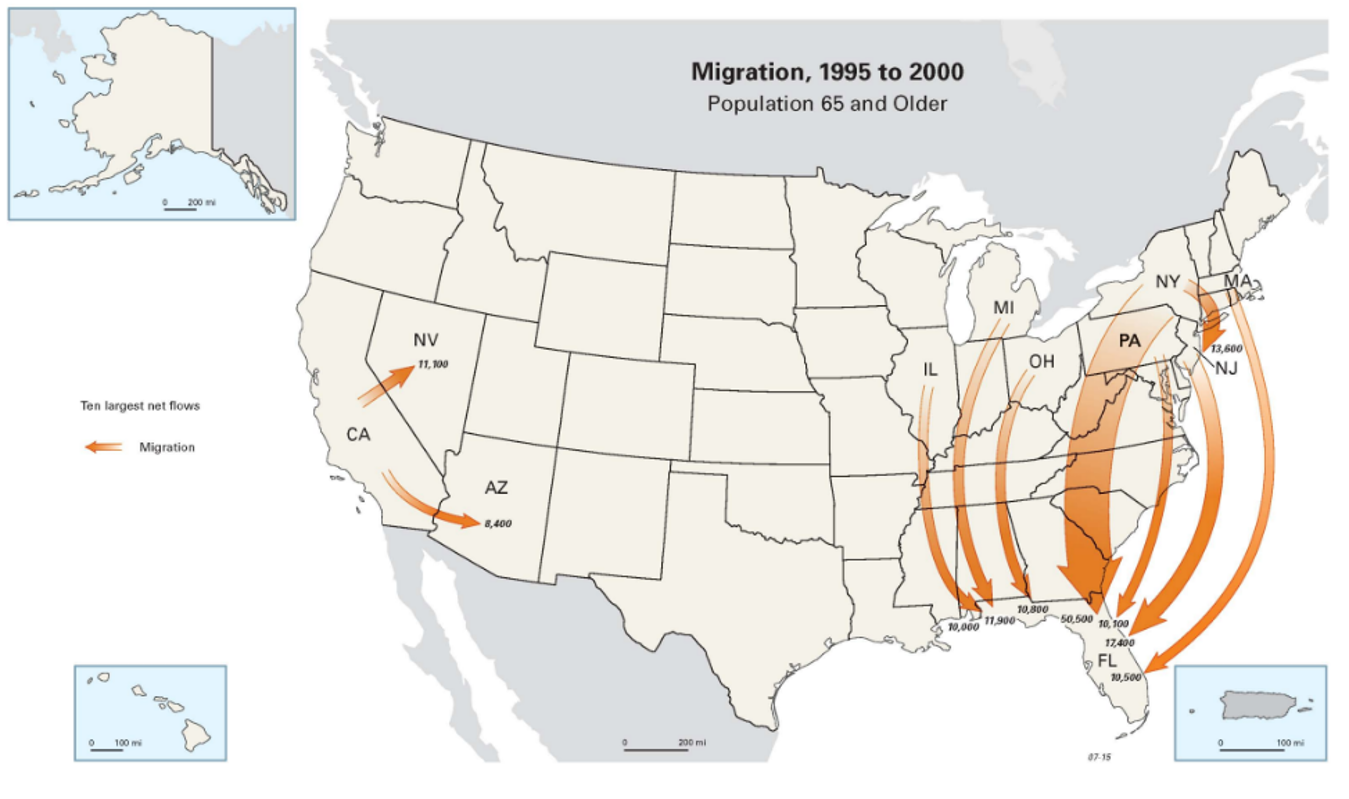 Migration, 1995 to 2000
Population 65 and Older
0 200 mi
NY
MA
MI
NV
PA
13,600
11,100
OH
IL
NJ
Ten largest net flows
Migration
CA
AZ
8,400
10,800
10,000
11,900
50,500
10,100
17,400
FL
10,500
0 100 mi
0 200 mi
0 100 mi
07-15